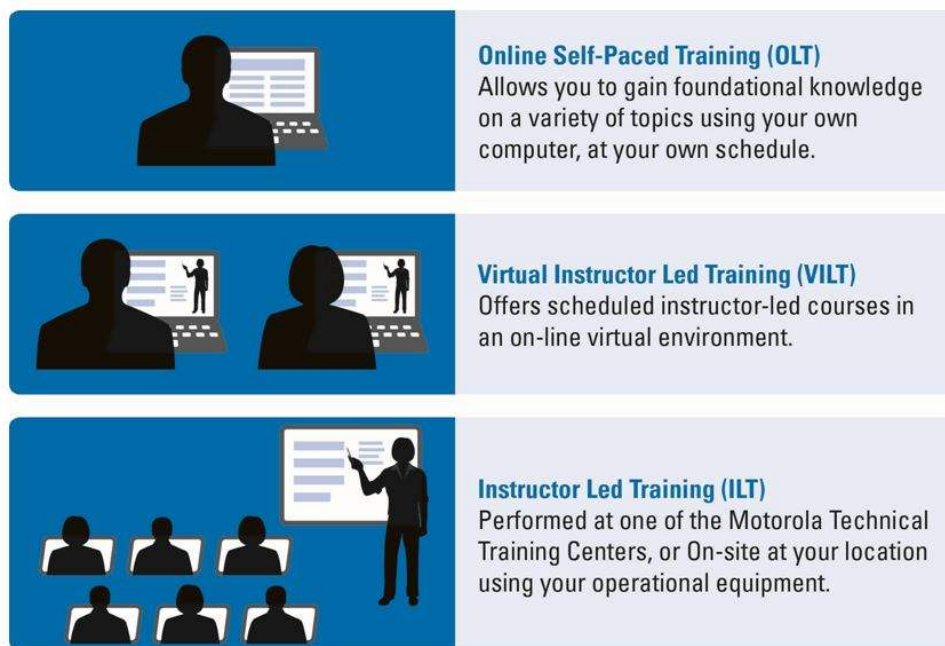 Online Self-Paced Training (OLT)
Allows you to gain foundational knowledge
on a variety of topics using your own
computer, at your own schedule.
Virtual Instructor Led Training (VILT)
Offers scheduled instructor-led courses in
an on-line virtual environment.
Instructor Led Training (ILT)
Performed at one of the Motorola Technical
Training Centers, or On-site at your location
using your operational equipment.